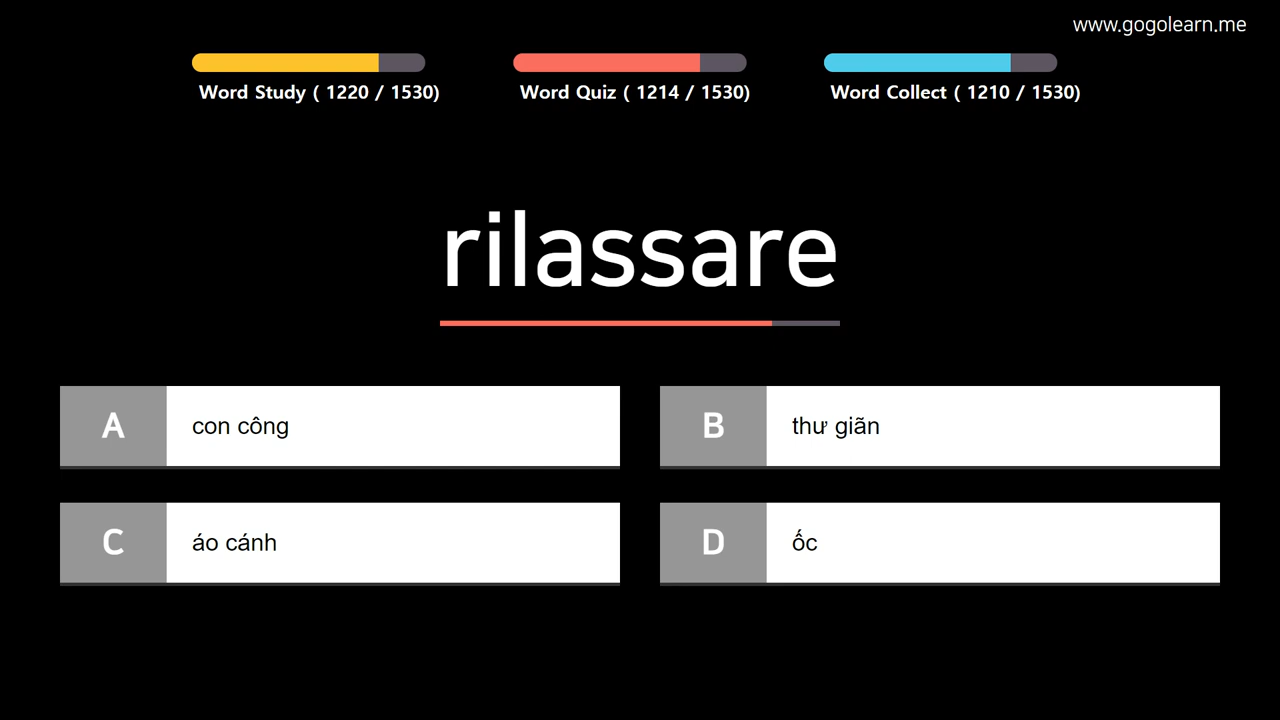 www.gogolearn.me
Word Study ( 1220 / 1530)
Word Quiz ( 1214 / 1530)
Word Collect ( 1210 / 1530)
rilassare
A con công
B thư giãn
C áo cánh
D ốc